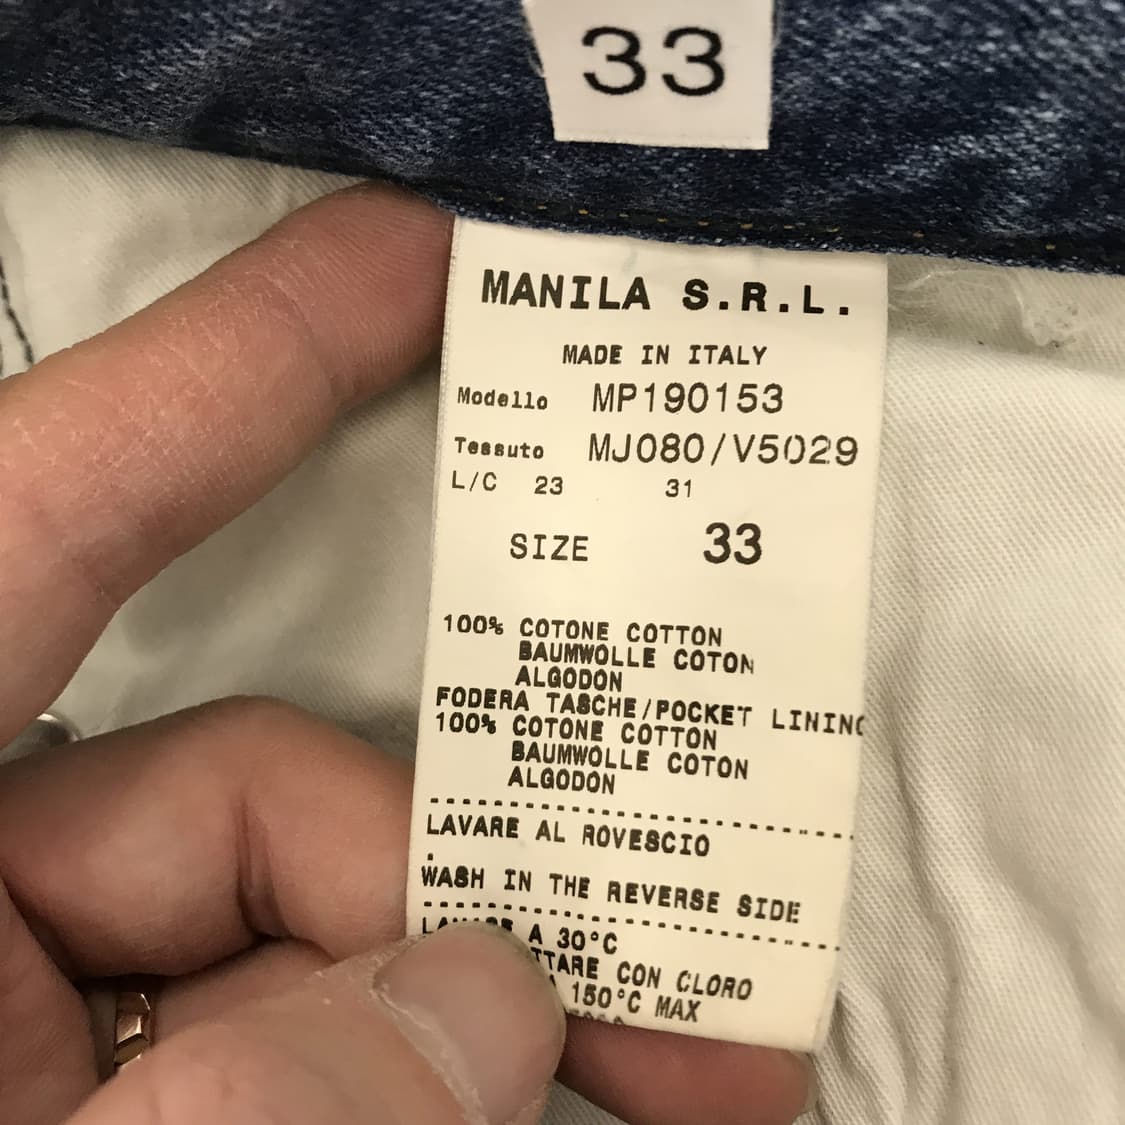 33
MANILA S.R.L.
MADE IN ITALY
Modello MP190153
Tessuto MJ080/V5029
L/C 23 31
SIZE 33
100% COTONE COTTON
BAUMWOLLE COTON
ALGODON
FODERA TASCHE/POCKET LINING
100% COTONE COTTON
BAUMWOLLE COTON
ALGODON
LAVARE AL ROVESCIO
.
WASH IN THE REVERSE SIDE
A 30°C
CON CLORO
150°C MAX